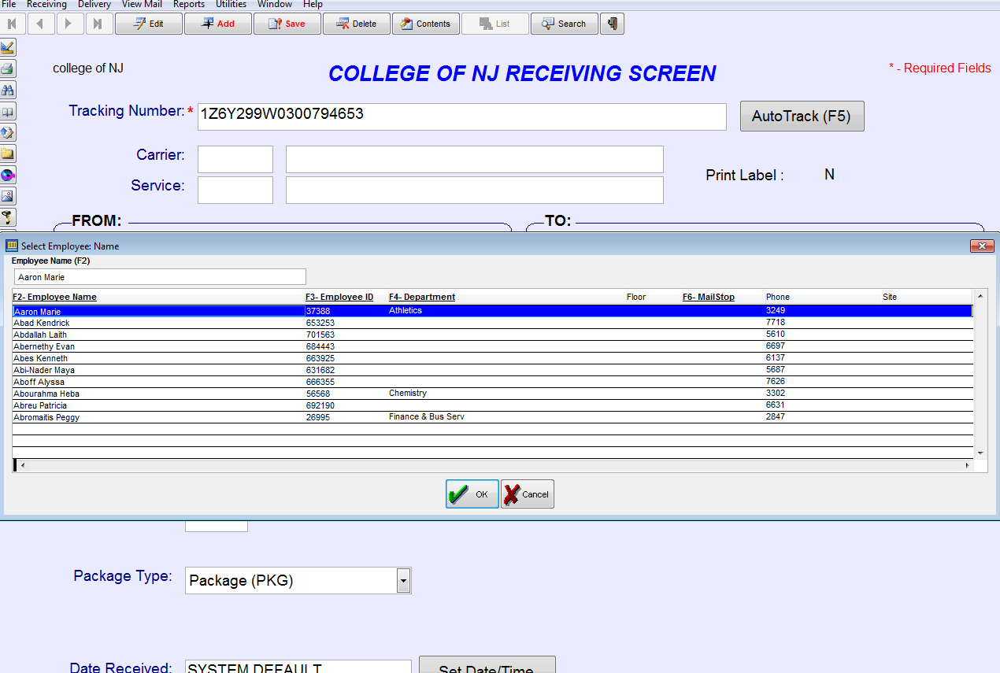 File Receiving Delivery View Mail Reports Utilities Window Help
Edit Add Save Delete Contents List Search
college of NJ
COLLEGE OF NJ RECEIVING SCREEN
* - Required Fields
Tracking Number: * 1Z6Y299W0300794653 AutoTrack (F5)
Carrier:
Print Label : N
Service:
FROM: TO:
Select Employee: Name
Employee Name (F2)
Aaron Marie
F2- Employee Name F3- Employee ID F4- Department Floor F6- MailStop Phone Site
Aaron Marie 37388 Athletics 3249
Abad Kendrick 653253 7718
Abdallah Laith 701563 5610
Abernethy Evan 684443 6697
Abes Kenneth 663925 6137
Abi-Nader Maya 631682 5687
Aboff Alyssa 666355 7626
Abourahma Heba 56568 Chemistry 3302
Abreu Patricia 692190 6631
Abromaitis Peggy 26995 Finance & Bus Serv 2847
OK Cancel
Package Type: Package (PKG)
Date Received: SYSTEM DEFAULT Set Date/Time